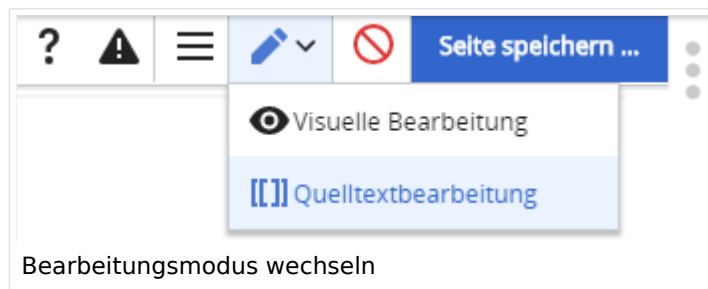 ? Seite speichern ...
Visuelle Bearbeitung
[[ ]] Quelltextbearbeitung
Bearbeitungsmodus wechseln